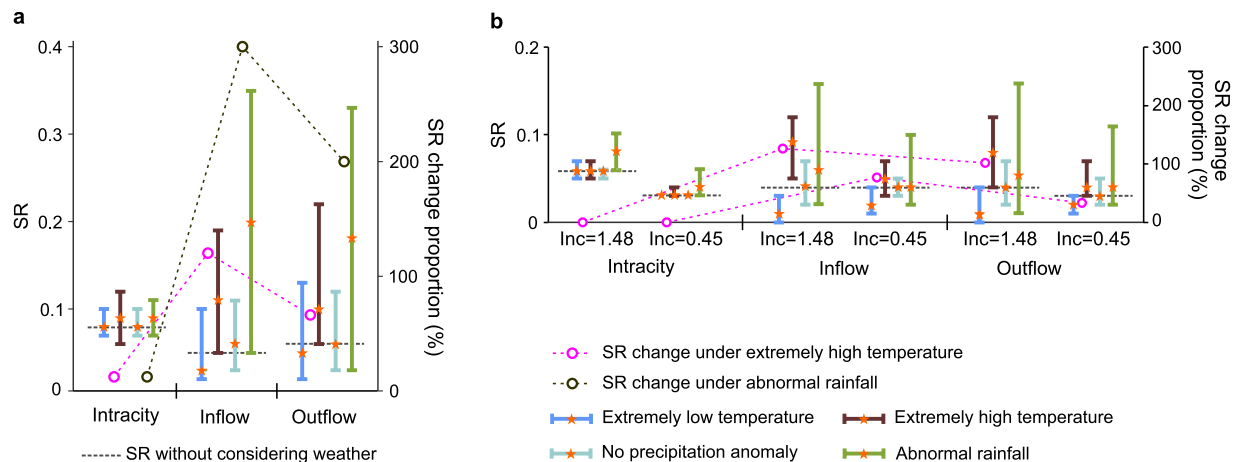 a
0.4
0.3
0.2
0.1
0
SR
300
200
100
0
SR change proportion (%)
Intracity Inflow Outflow
SR without considering weather
b
0.2
0.1
0
SR
300
200
100
0
SR change
proportion (%)
Inc=1.48 Inc=0.45 Inc=1.48 Inc=0.45 Inc=1.48 Inc=0.45
Intracity Inflow Outflow
SR change under extremely high temperature
SR change under abnormal rainfall
Extremely low temperature Extremely high temperature
No precipitation anomaly Abnormal rainfall